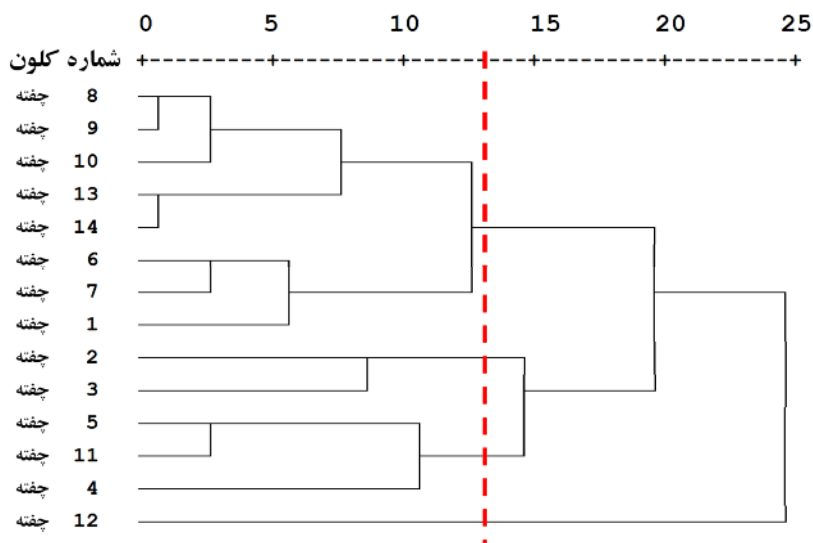 0 5 10 15 20 25
شماره کلون +---------+---------+---------+---------+---------+
چفته 8
چفته 9
چفته 10
چفته 13
چفته 14
چفته 6
چفته 7
چفته 1
چفته 2
چفته 3
چفته 5
چفته 11
چفته 4
چفته 12